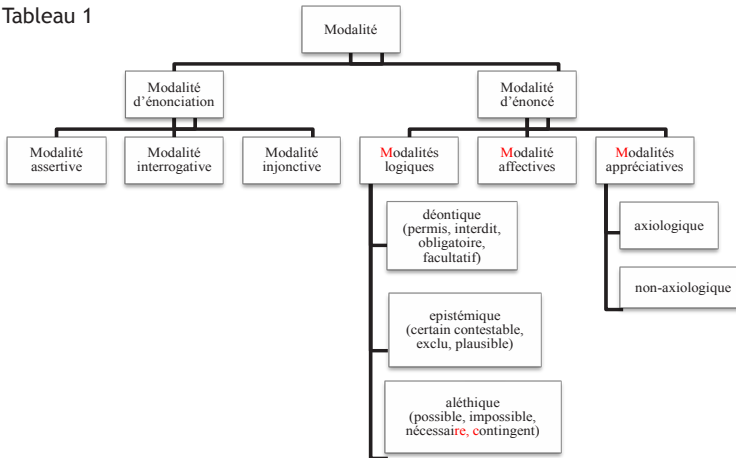 Tableau 1
Modalité
Modalité
d'énonciation
Modalité
d'énoncé
Modalité
assertive
Modalité
interrogative
Modalité
injonctive
Modalités
logiques
Modalité
affectives
Modalités
appréciatives
déontique
(permis, interdit,
obligatoire,
facultatif)
axiologique
non-axiologique
epistémique
(certain contestable,
exclu, plausible)
aléthique
(possible, impossible,
nécessaire, contingent)